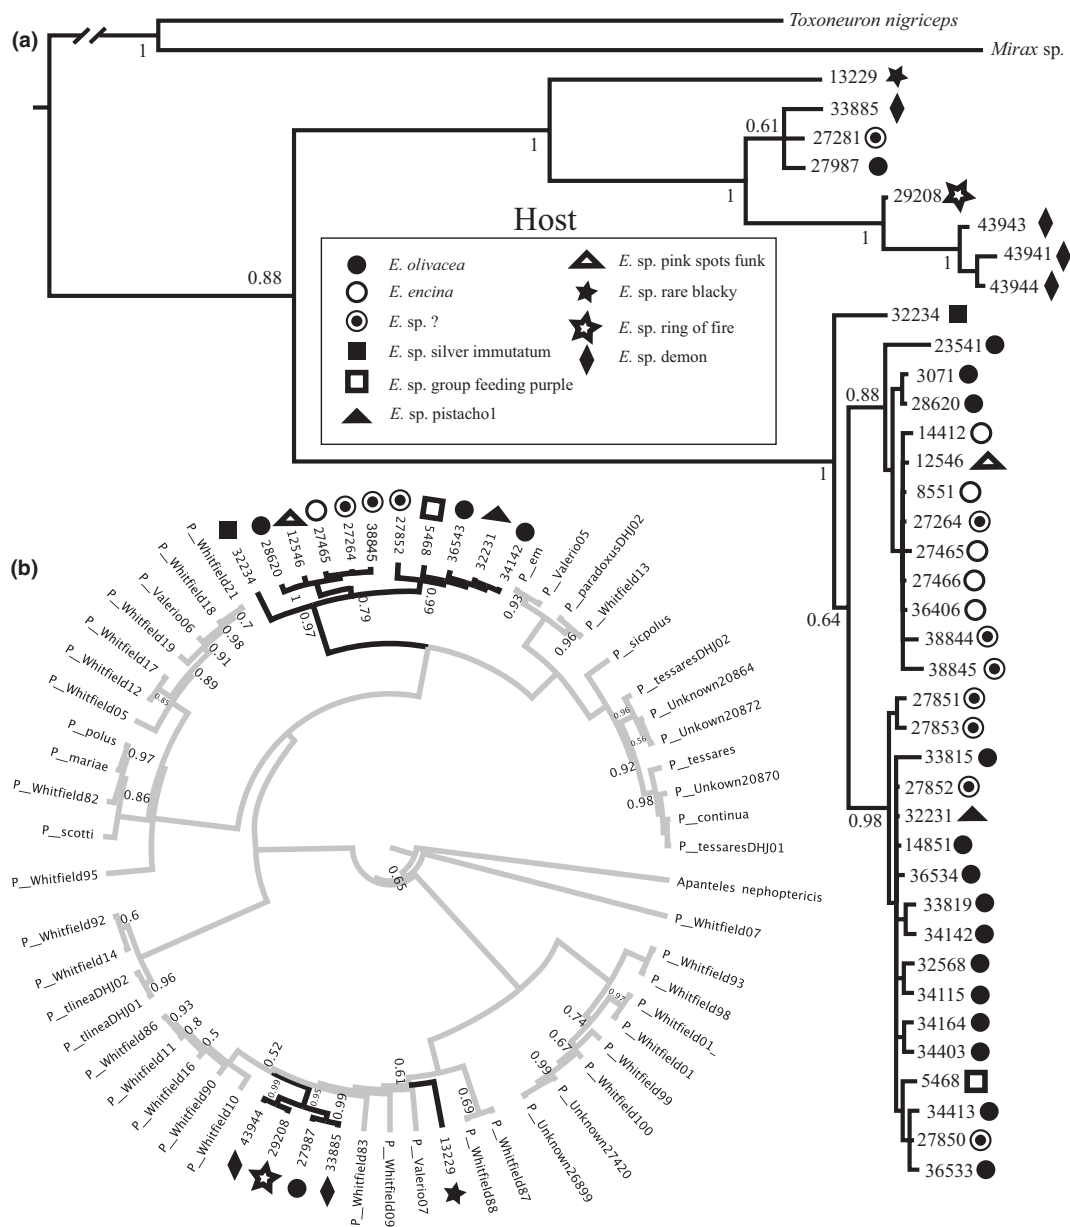 (a)
Toxoneuron nigriceps
Mirax sp.
1
13229
33885
0.61
27281
27987
1
1
29208
43943
1
43941
1
43944
0.88
Host
E. olivacea
E. encina
E. sp. ?
E. sp. silver immutatum
E. sp. group feeding purple
E. sp. pistacho1
E. sp. pink spots funk
E. sp. rare blacky
E. sp. ring of fire
E. sp. demon
32234
23541
3071
0.88
28620
14412
12546
1
8551
27264
27465
27466
36406
0.64
38844
38845
27851
27853
33815
27852
32231
0.98
14851
36534
33819
34142
32568
34115
34164
34403
5468
34413
27850
36533
(b)
32234
28620
12546
27465
27264
38845
27852
5468
36543
32231
34142
P_em
P_Valerio05
P_paradoxusDHJ02
P_Whitfield13
P_sicpolus
P_tessaresDHJ02
P_Unknown20864
P_Unkown20872
P_tessares
P_Unkown20870
P_continua
P_tessaresDHJ01
Apanteles nephoptericis
P_Whitfield07
P_Whitfield93
P_Whitfield98
P_Whitfield01_
P_Whitfield01
P_Whitfield99
P_Whitfield100
P_Unknown27420
P_Unknown26899
P_Whitfield87
P_Whitfield88
13229
P_Valerio07
P_Whitfield09
P_Whitfield83
33885
27987
29208
43944
P_Whitfield10
P_Whitfield90
P_Whitfield16
P_Whitfield11
P_Whitfield86
P_tlineaDHJ01
P_tlineaDHJ02
P_Whitfield14
P_Whitfield92
P_Whitfield95
P_scotti
P_Whitfield82
P_mariae
P_polus
P_Whitfield05
P_Whitfield12
P_Whitfield17
P_Whitfield19
P_Valerio06
P_Whitfield18
P_Whitfield21
0.7
0.98
0.91
0.89
0.85
0.97
0.86
1
0.97
0.79
0.99
0.93
0.96
0.96
0.56
0.92
0.98
0.65
0.6
0.96
0.93
0.8
0.5
0.52
0.99
0.95
0.99
0.61
0.69
0.97
0.74
0.67
0.99